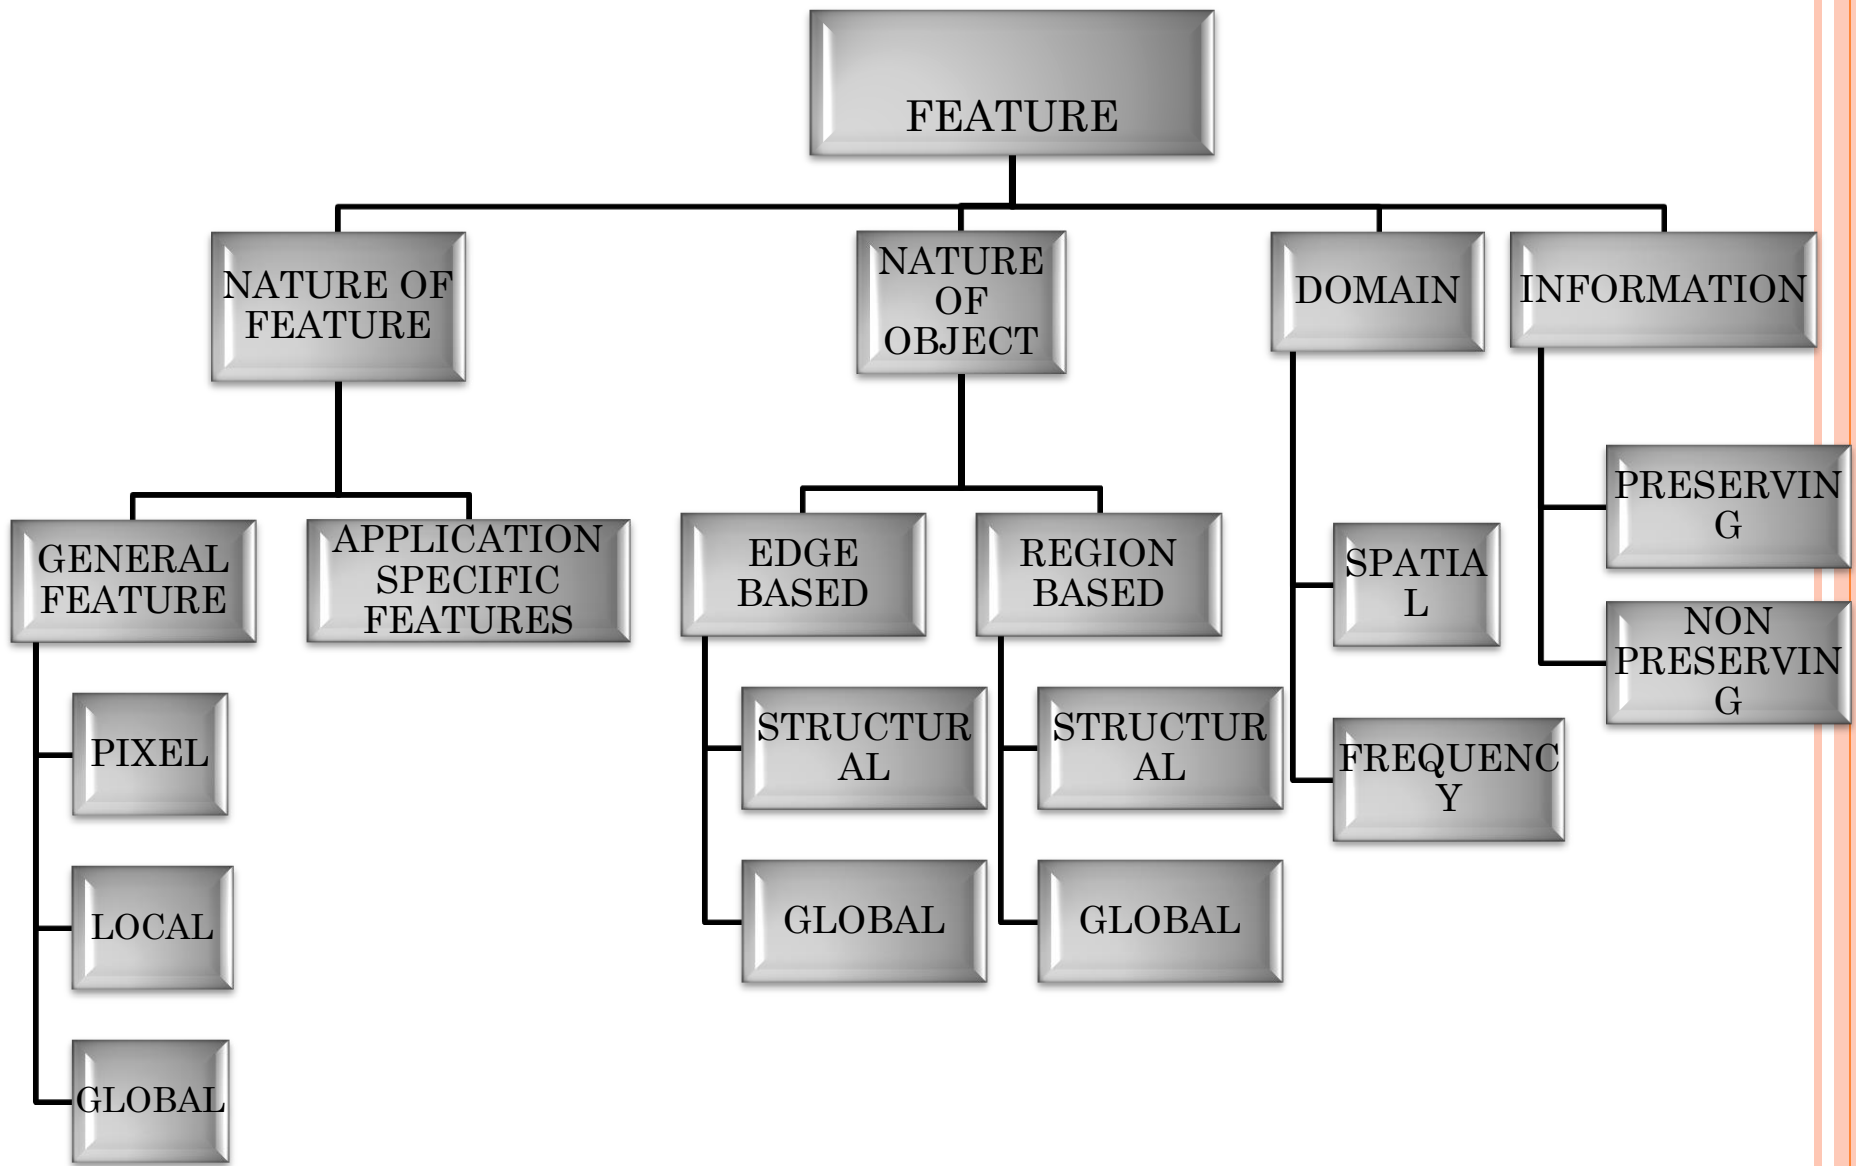 FEATURE
NATURE OF
FEATURE
NATURE
OF
OBJECT
DOMAIN
INFORMATION
GENERAL
FEATURE
APPLICATION
SPECIFIC
FEATURES
PIXEL
LOCAL
GLOBAL
EDGE
BASED
STRUCTUR
AL
GLOBAL
REGION
BASED
STRUCTUR
AL
GLOBAL
SPATIA
L
FREQUENC
Y
PRESERVIN
G
NON
PRESERVIN
G